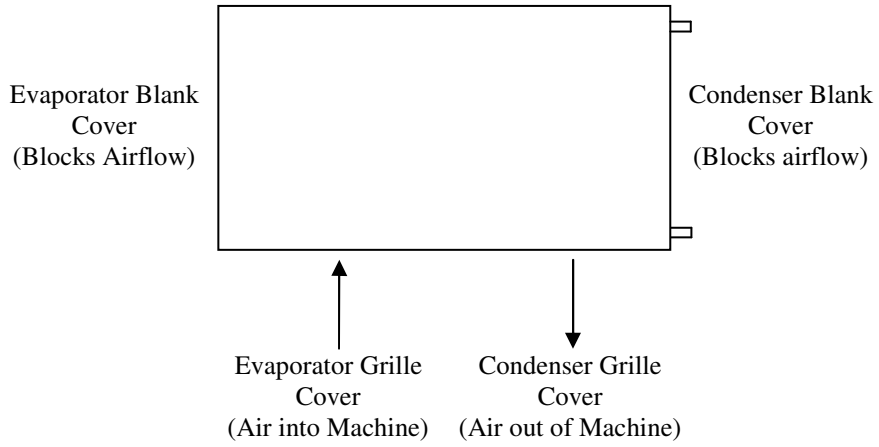 Evaporator Blank
Cover
(Blocks Airflow)
Condenser Blank
Cover
(Blocks airflow)
Evaporator Grille
Cover
(Air into Machine)
Condenser Grille
Cover
(Air out of Machine)